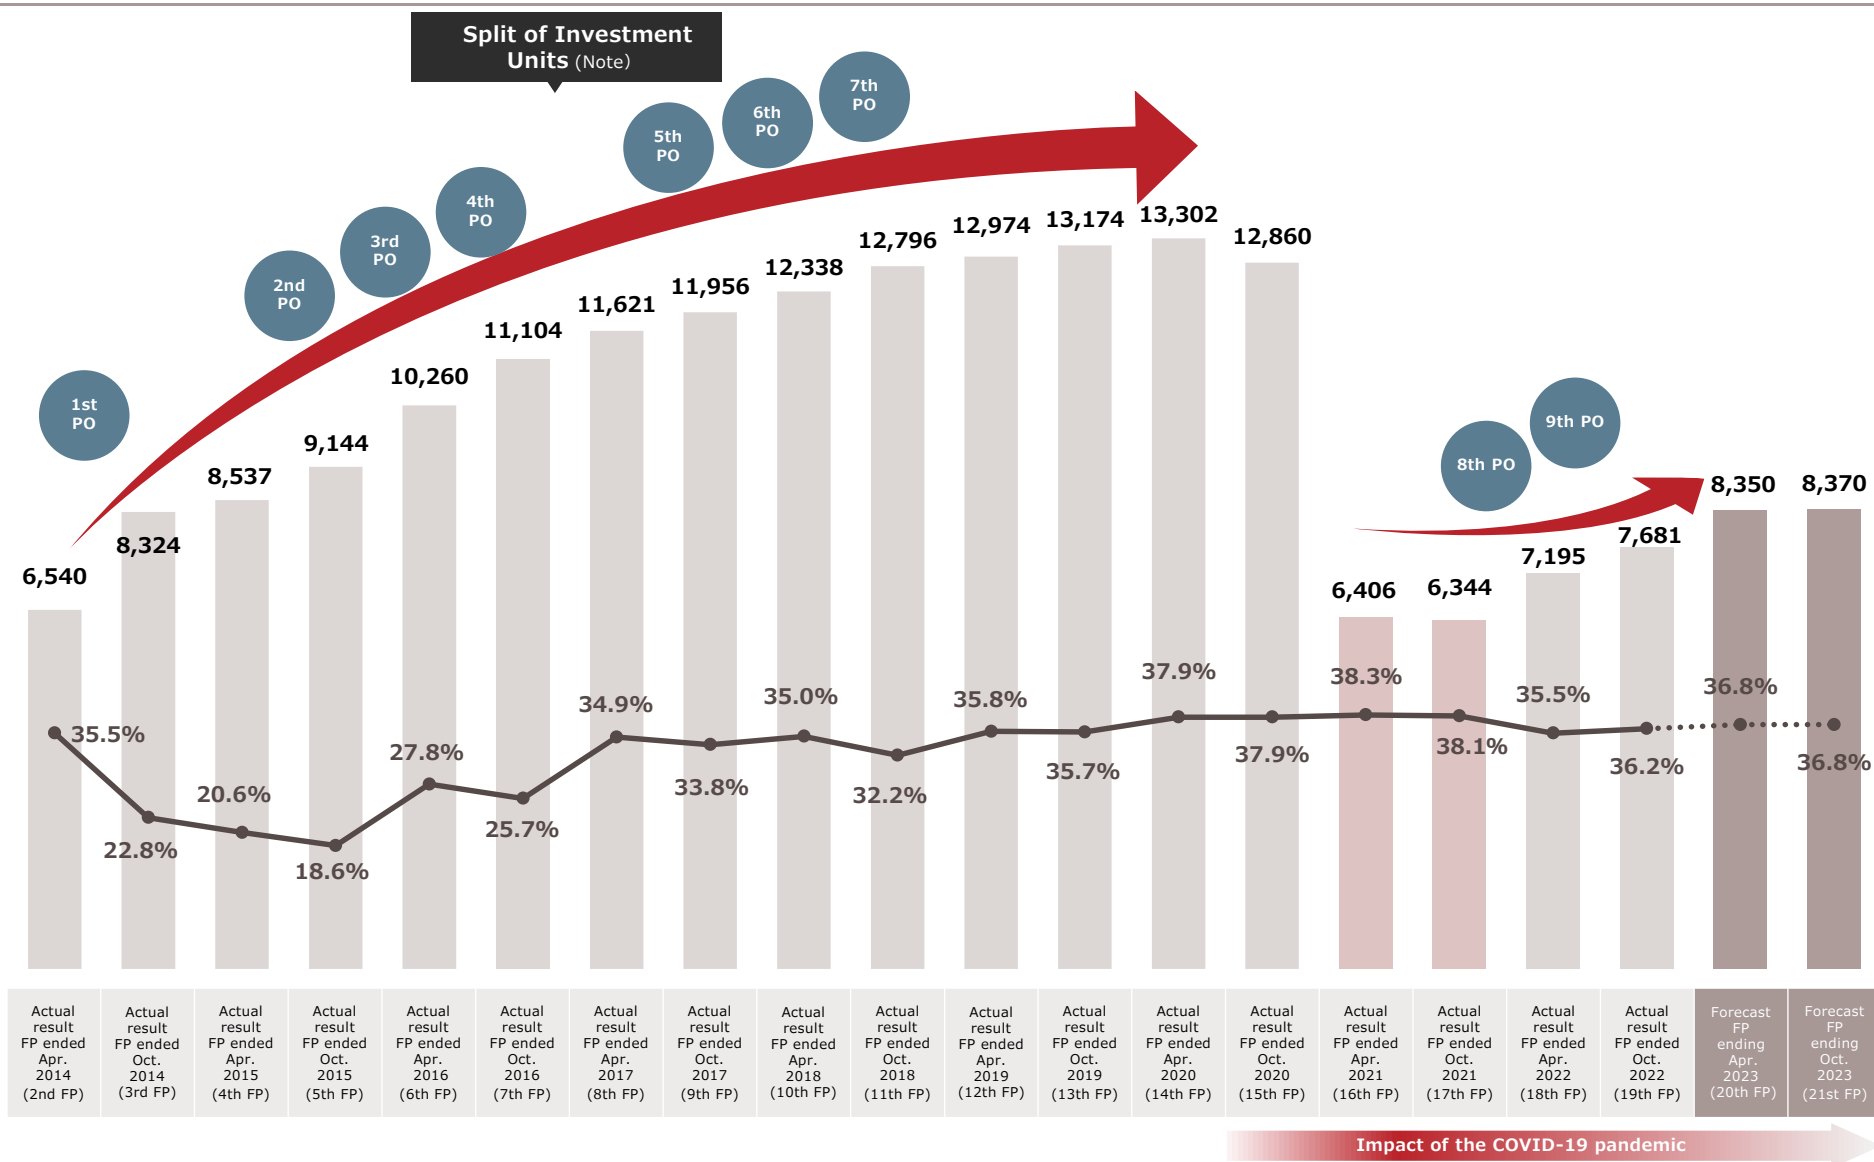 Split of Investment
Units (Note)
1st
PO
2nd
PO
3rd
PO
4th
PO
5th
PO
6th
PO
7th
PO
8th PO
9th PO
6,540
8,324
8,537
9,144
10,260
11,104
11,621
11,956
12,338
12,796
12,974
13,174
13,302
12,860
6,406
6,344
7,195
7,681
8,350
8,370
35.5%
22.8%
20.6%
18.6%
27.8%
25.7%
34.9%
33.8%
35.0%
32.2%
35.8%
35.7%
37.9%
37.9%
38.3%
38.1%
35.5%
36.2%
36.8%
36.8%
Actual
result
FP ended
Apr.
2014
(2nd FP)
Actual
result
FP ended
Oct.
2014
(3rd FP)
Actual
result
FP ended
Apr.
2015
(4th FP)
Actual
result
FP ended
Oct.
2015
(5th FP)
Actual
result
FP ended
Apr.
2016
(6th FP)
Actual
result
FP ended
Oct.
2016
(7th FP)
Actual
result
FP ended
Apr.
2017
(8th FP)
Actual
result
FP ended
Oct.
2017
(9th FP)
Actual
result
FP ended
Apr.
2018
(10th FP)
Actual
result
FP ended
Oct.
2018
(11th FP)
Actual
result
FP ended
Apr.
2019
(12th FP)
Actual
result
FP ended
Oct.
2019
(13th FP)
Actual
result
FP ended
Apr.
2020
(14th FP)
Actual
result
FP ended
Oct.
2020
(15th FP)
Actual
result
FP ended
Apr.
2021
(16th FP)
Actual
result
FP ended
Oct.
2021
(17th FP)
Actual
result
FP ended
Apr.
2022
(18th FP)
Actual
result
FP ended
Oct.
2022
(19th FP)
Forecast
FP
ending
Apr.
2023
(20th FP)
Forecast
FP
ending
Oct.
2023
(21st FP)
Impact of the COVID-19 pandemic